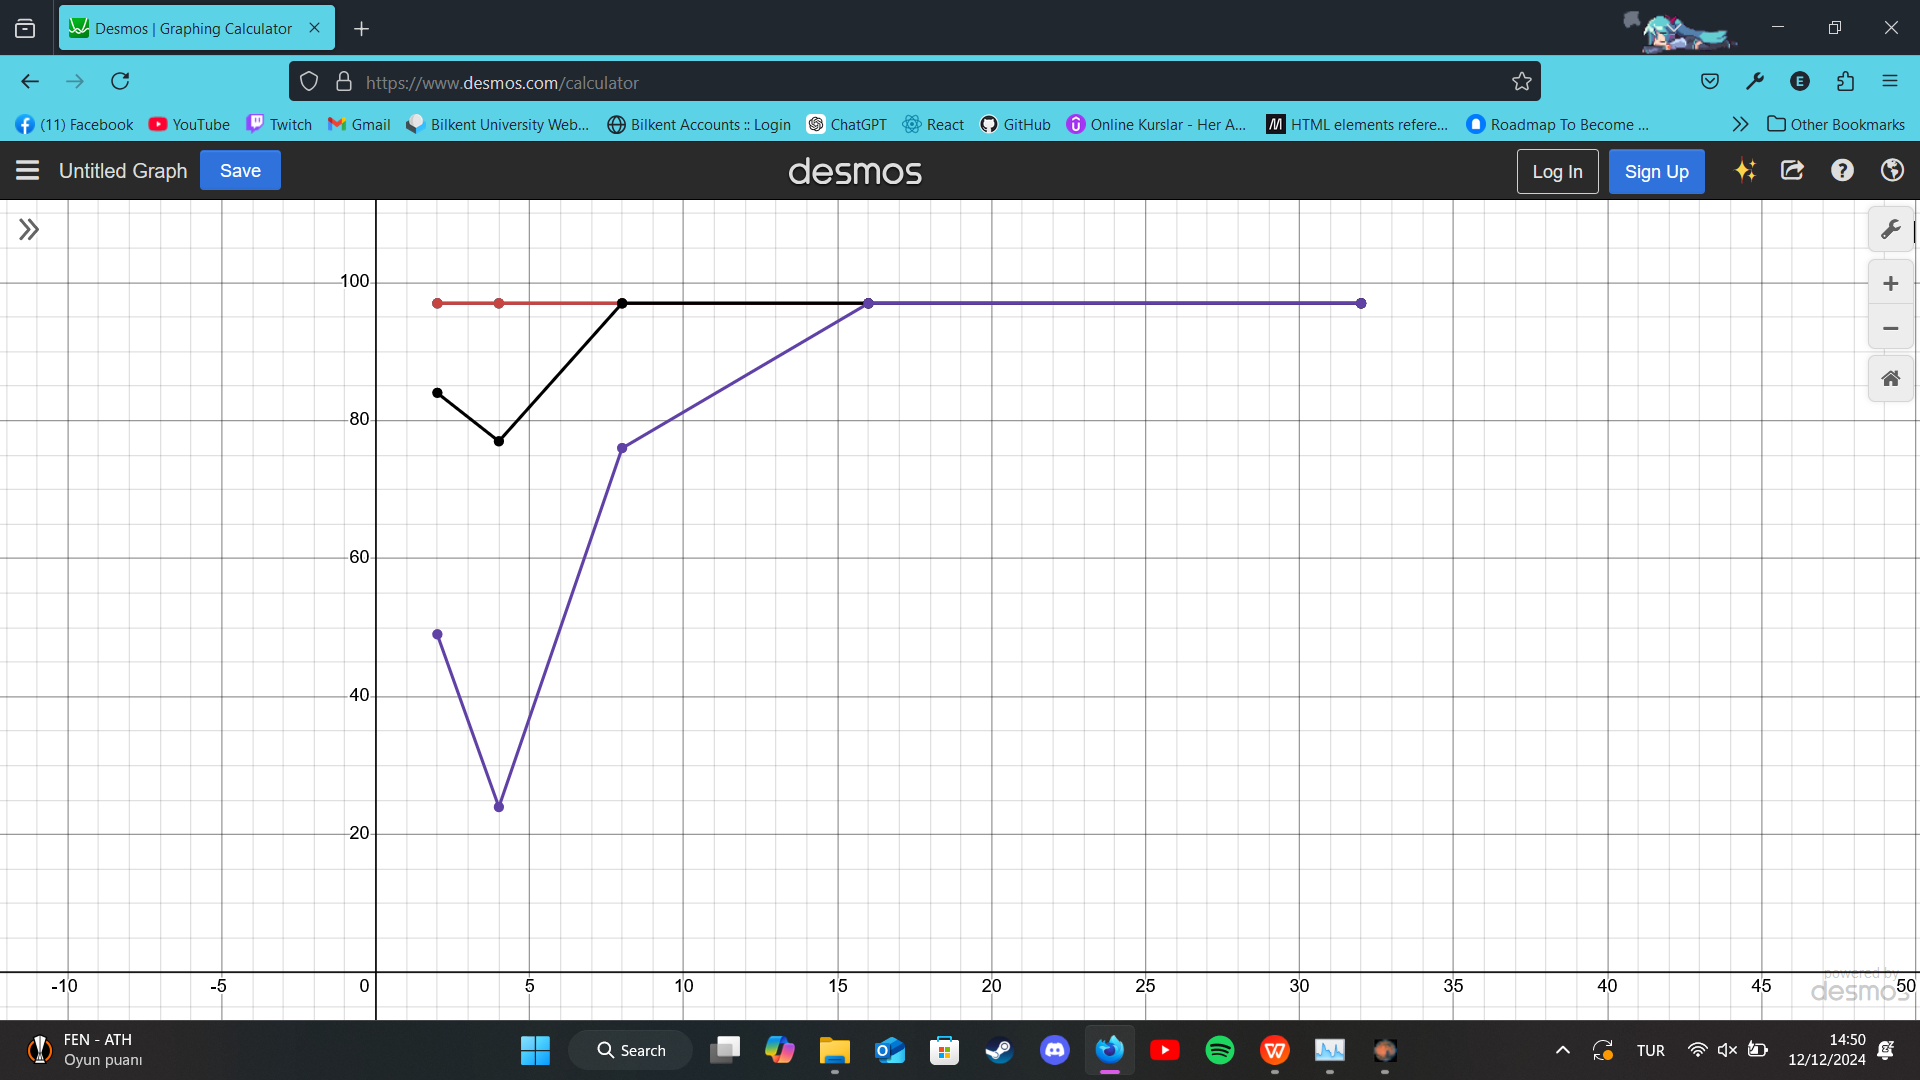 Desmos | Graphing Calculator
https://www.desmos.com/calculator
(11) Facebook YouTube Twitch Gmail Bilkent University Web... Bilkent Accounts :: Login ChatGPT React GitHub Online Kurslar - Her A... HTML elements refere... Roadmap To Become ... Other Bookmarks
Untitled Graph Save desmos Log In Sign Up
100
80
60
40
20
-10 -5 0 5 10 15 20 25 30 35 40 45 50
powered by
desmos
FEN - ATH
Oyun puanı
Search
TUR
14:50
12/12/2024